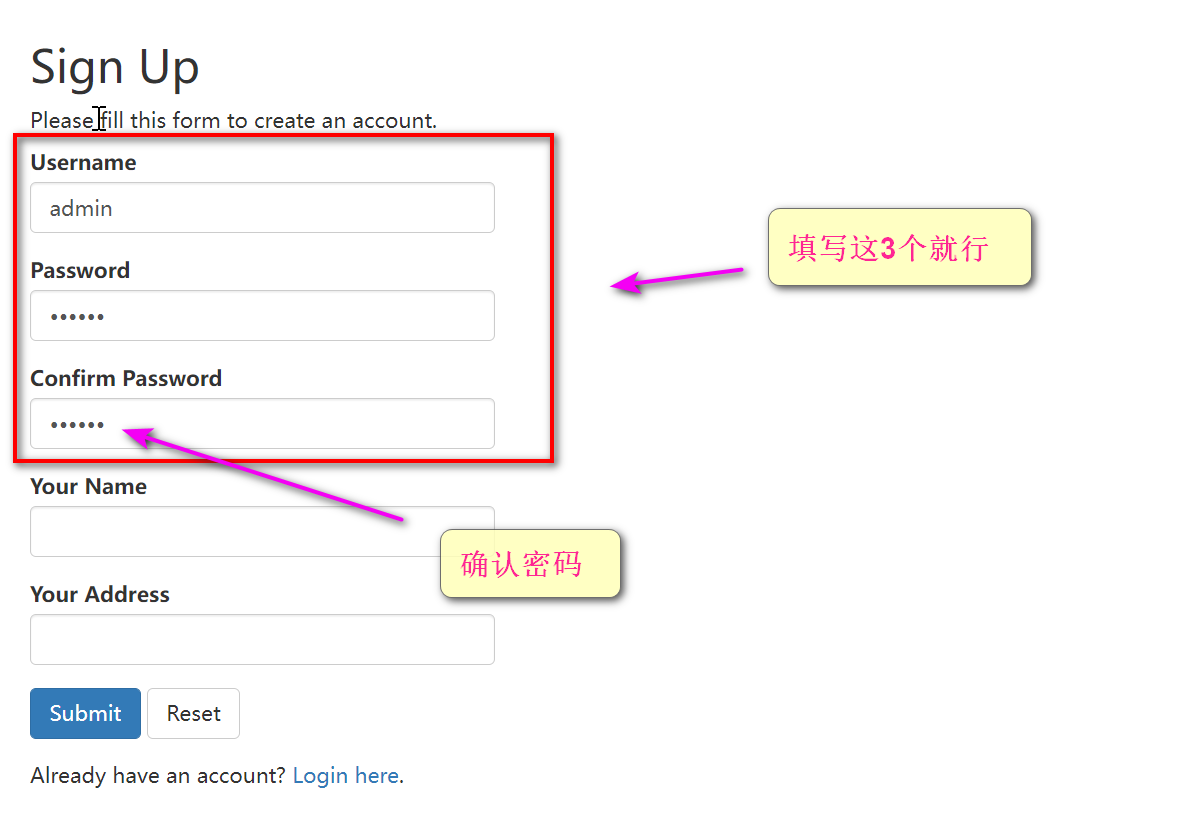 Sign Up
Please fill this form to create an account.
Username
admin
填写这3个就行
Password
••••••
Confirm Password
••••••
Your Name
确认密码
Your Address
Submit
Reset
Already have an account? Login here.